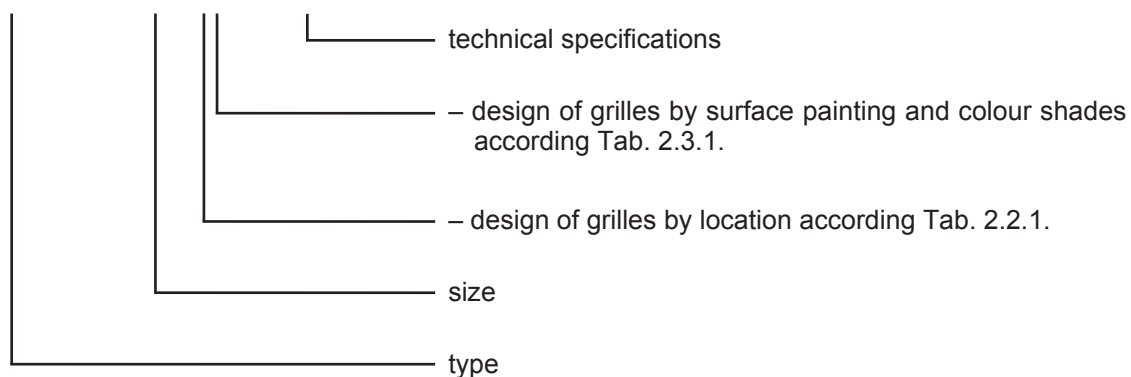 technical specifications
– design of grilles by surface painting and colour shades
according Tab. 2.3.1.
– design of grilles by location according Tab. 2.2.1.
size
type